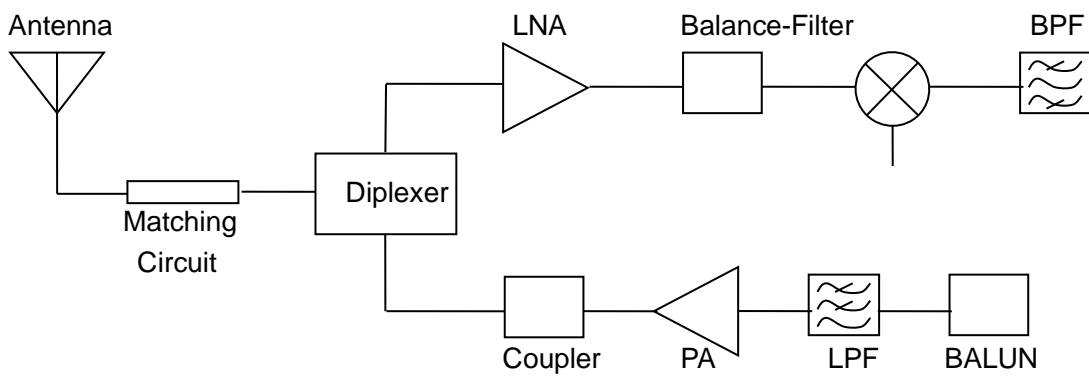 Antenna
LNA
Balance-Filter
BPF
Diplexer
Matching
Circuit
Coupler
PA
LPF
BALUN